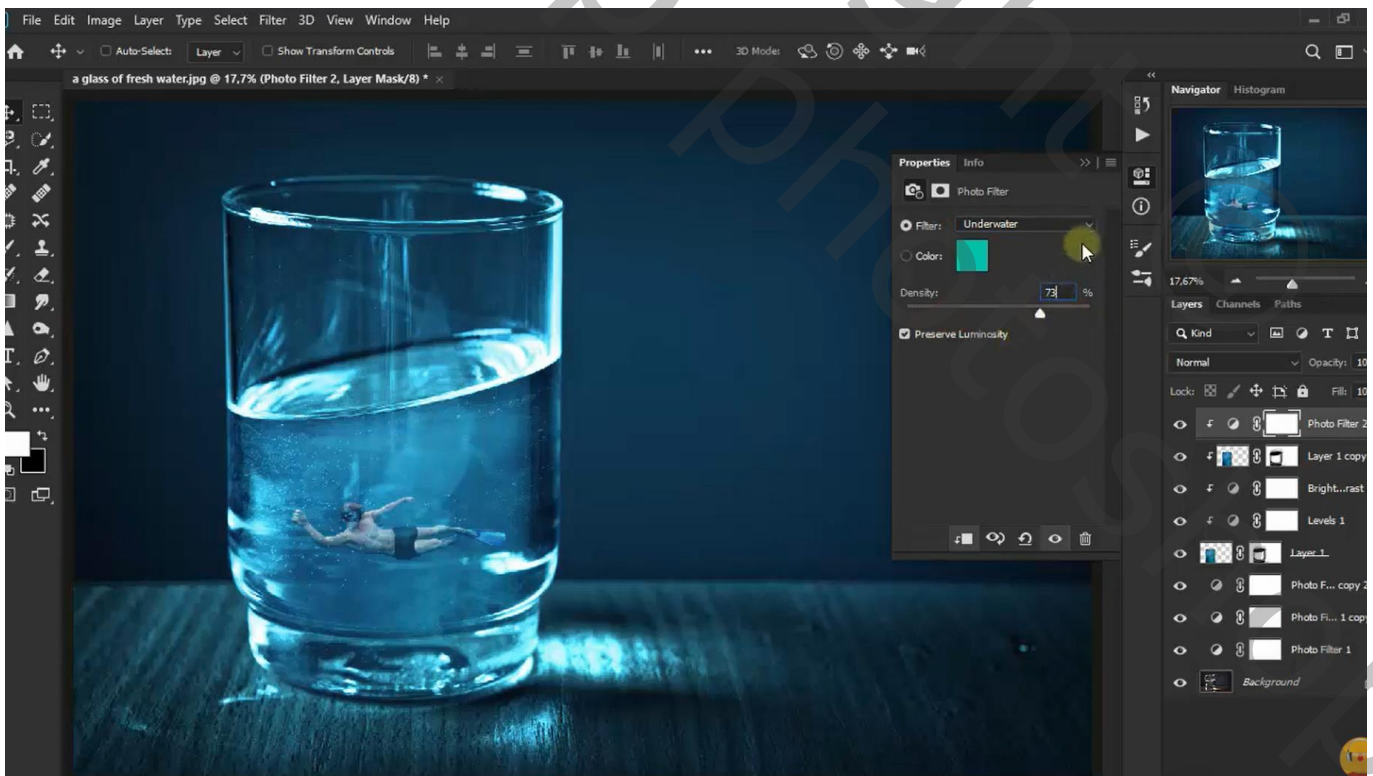 File Edit Image Layer Type Select Filter 3D View Window Help
Auto-Select: Layer Show Transform Controls 3D Mode:
a glass of fresh water.jpg @ 17,7% (Photo Filter 2, Layer Mask/8) * ×
Navigator Histogram
Properties Info
Photo Filter
Filter: Underwater
Color:
Density: 73 %
Preserve Luminosity
17,67%
Layers Channels Paths
Kind
Normal Opacity: 10
Lock: Fill: 10
Photo Filter 2
Layer 1 copy
Bright...rast
Levels 1
Layer 1
Photo F... copy 2
Photo Fi... 1 copy
Photo Filter 1
Background